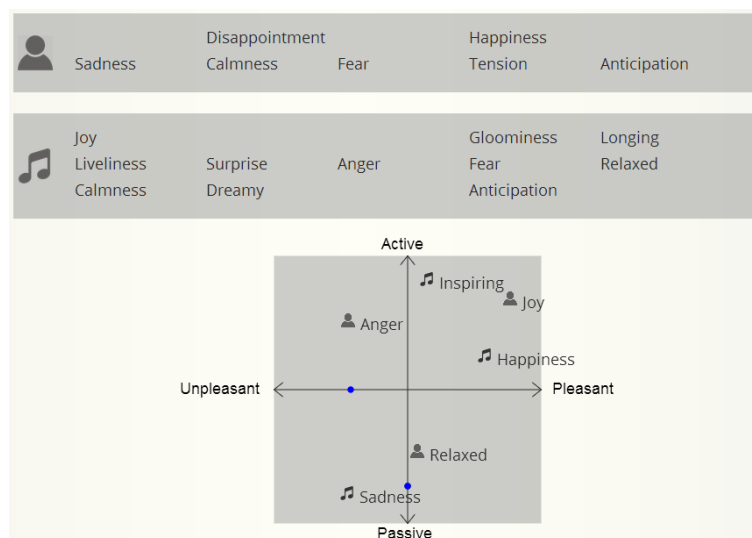 Disappointment Happiness
Sadness Calmness Fear Tension Anticipation
Joy Gloominess Longing
Liveliness Surprise Anger Fear Relaxed
Calmness Dreamy Anticipation
Active
Inspiring
Joy
Anger
Happiness
Unpleasant Pleasant
Relaxed
Sadness
Passive